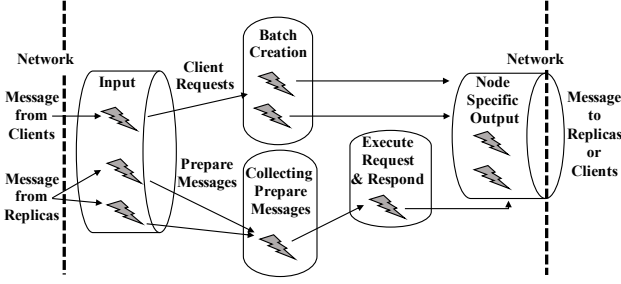 Network
Input
Message
from
Clients
Message
from
Replicas
Client
Requests
Prepare
Messages
Batch
Creation
Collecting
Prepare
Messages
Execute
Request
& Respond
Node
Specific
Output
Network
Message
to
Replicas
or
Clients